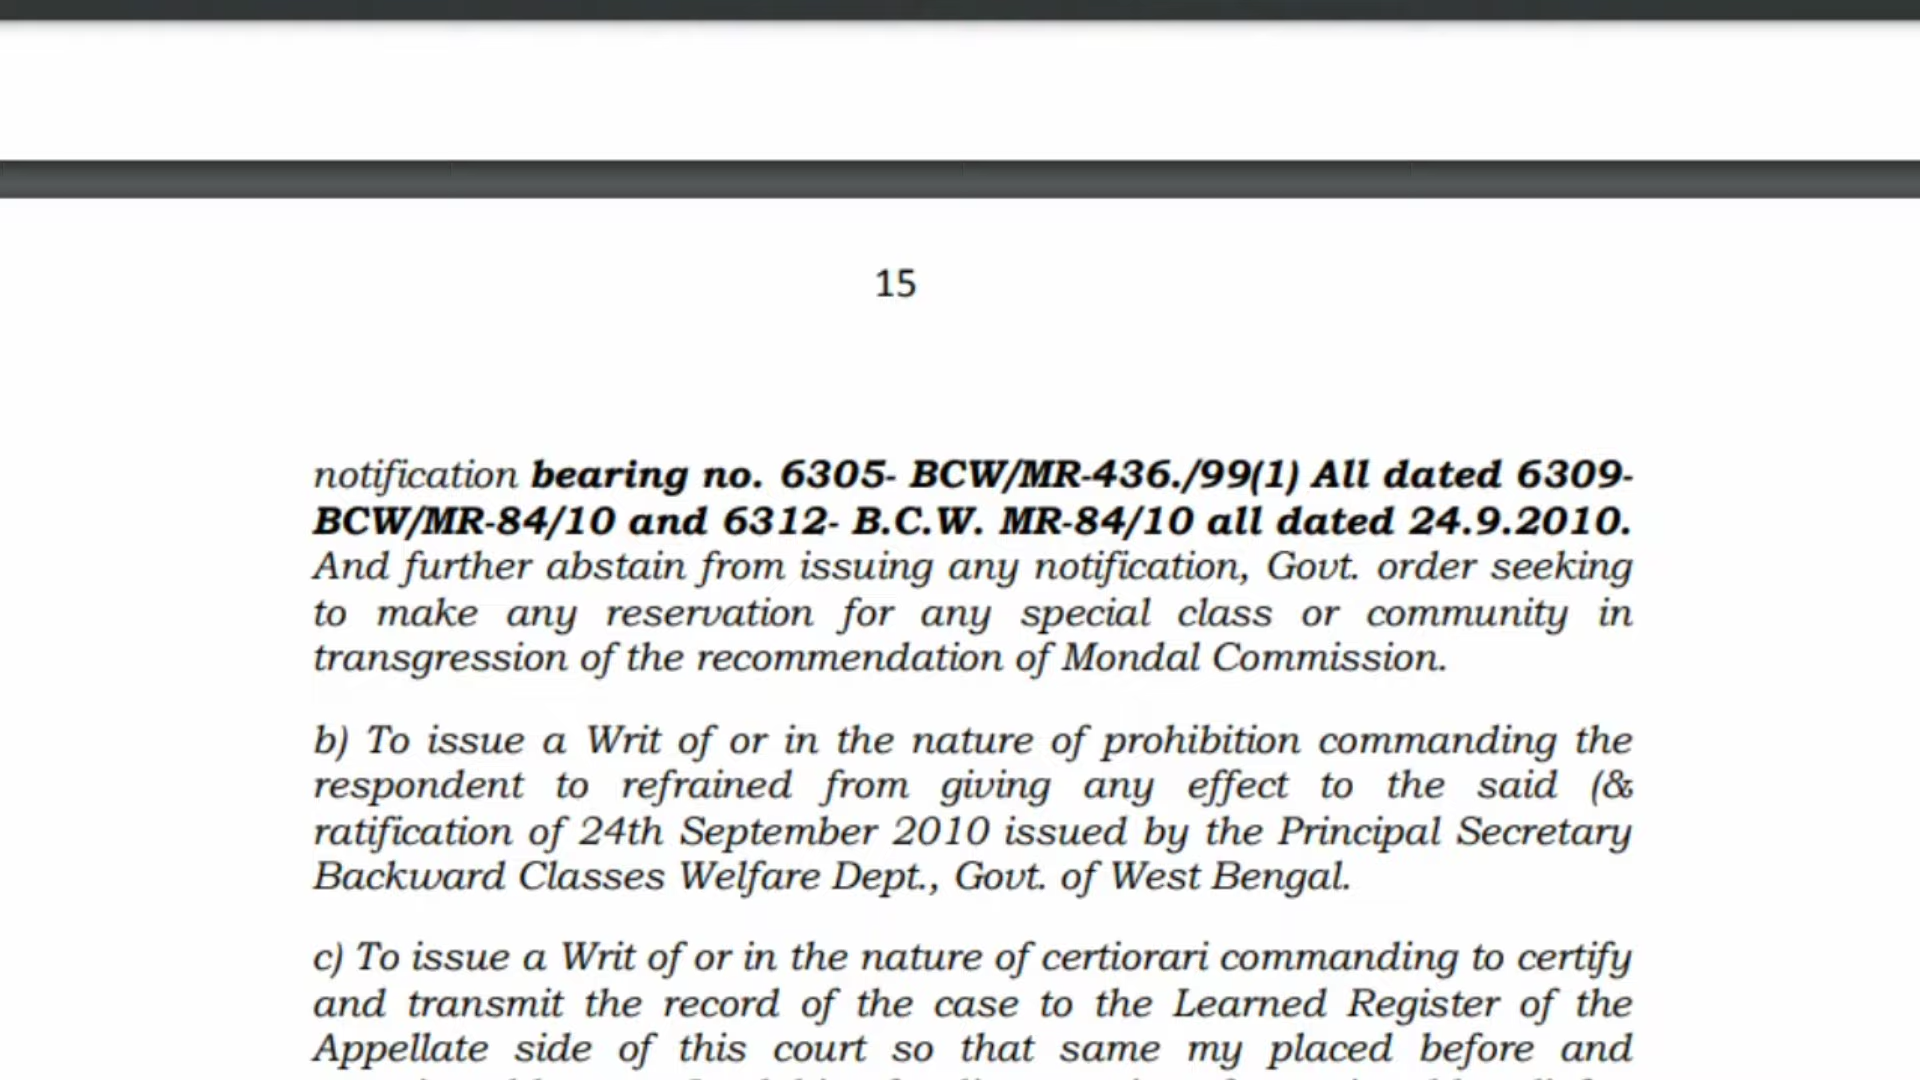 15
notification bearing no. 6305- BCW/MR-436./99(1) All dated 6309-
BCW/MR-84/10 and 6312- B.C.W. MR-84/10 all dated 24.9.2010.
And further abstain from issuing any notification, Govt. order seeking
to make any reservation for any special class or community in
transgression of the recommendation of Mondal Commission.
b) To issue a Writ of or in the nature of prohibition commanding the
respondent to refrained from giving any effect to the said (&
ratification of 24th September 2010 issued by the Principal Secretary
Backward Classes Welfare Dept., Govt. of West Bengal.
c) To issue a Writ of or in the nature of certiorari commanding to certify
and transmit the record of the case to the Learned Register of the
Appellate side of this court so that same my placed before and